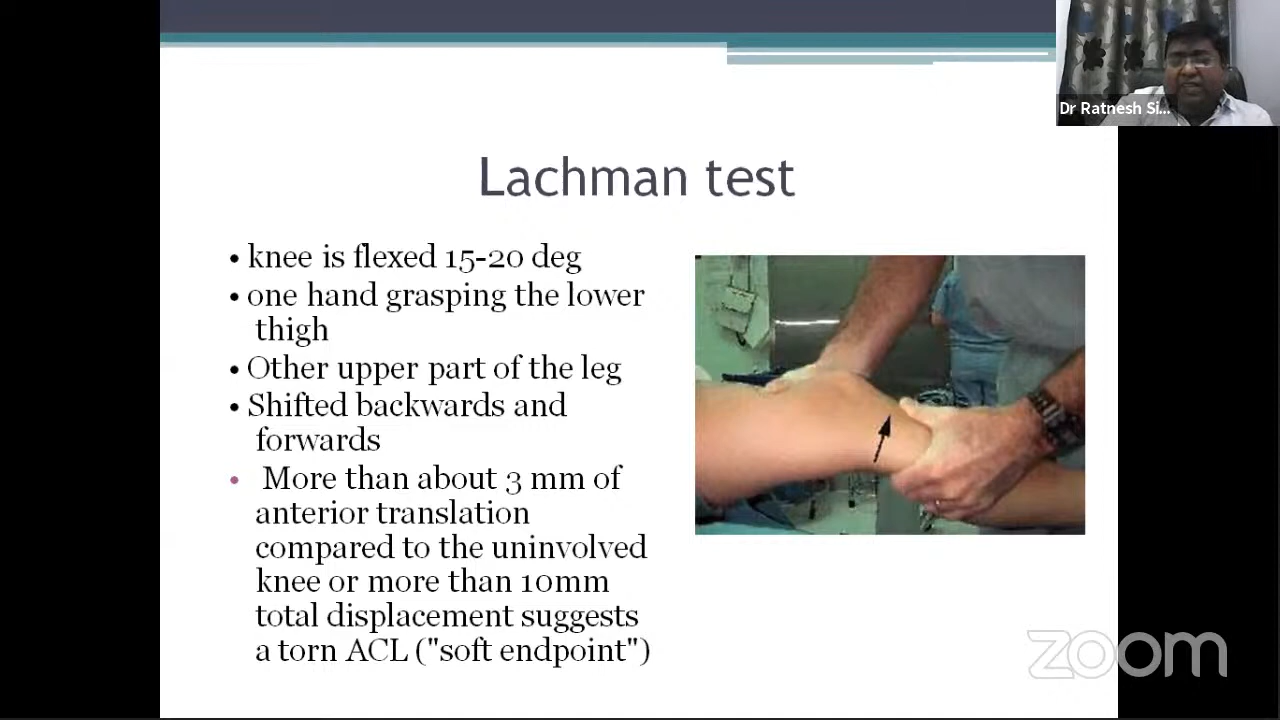 Dr Ratnesh Si...
Lachman test
• knee is flexed 15-20 deg
• one hand grasping the lower
thigh
• Other upper part of the leg
• Shifted backwards and
forwards
• More than about 3 mm of
anterior translation
compared to the uninvolved
knee or more than 10mm
total displacement suggests
a torn ACL ("soft endpoint")
zoom